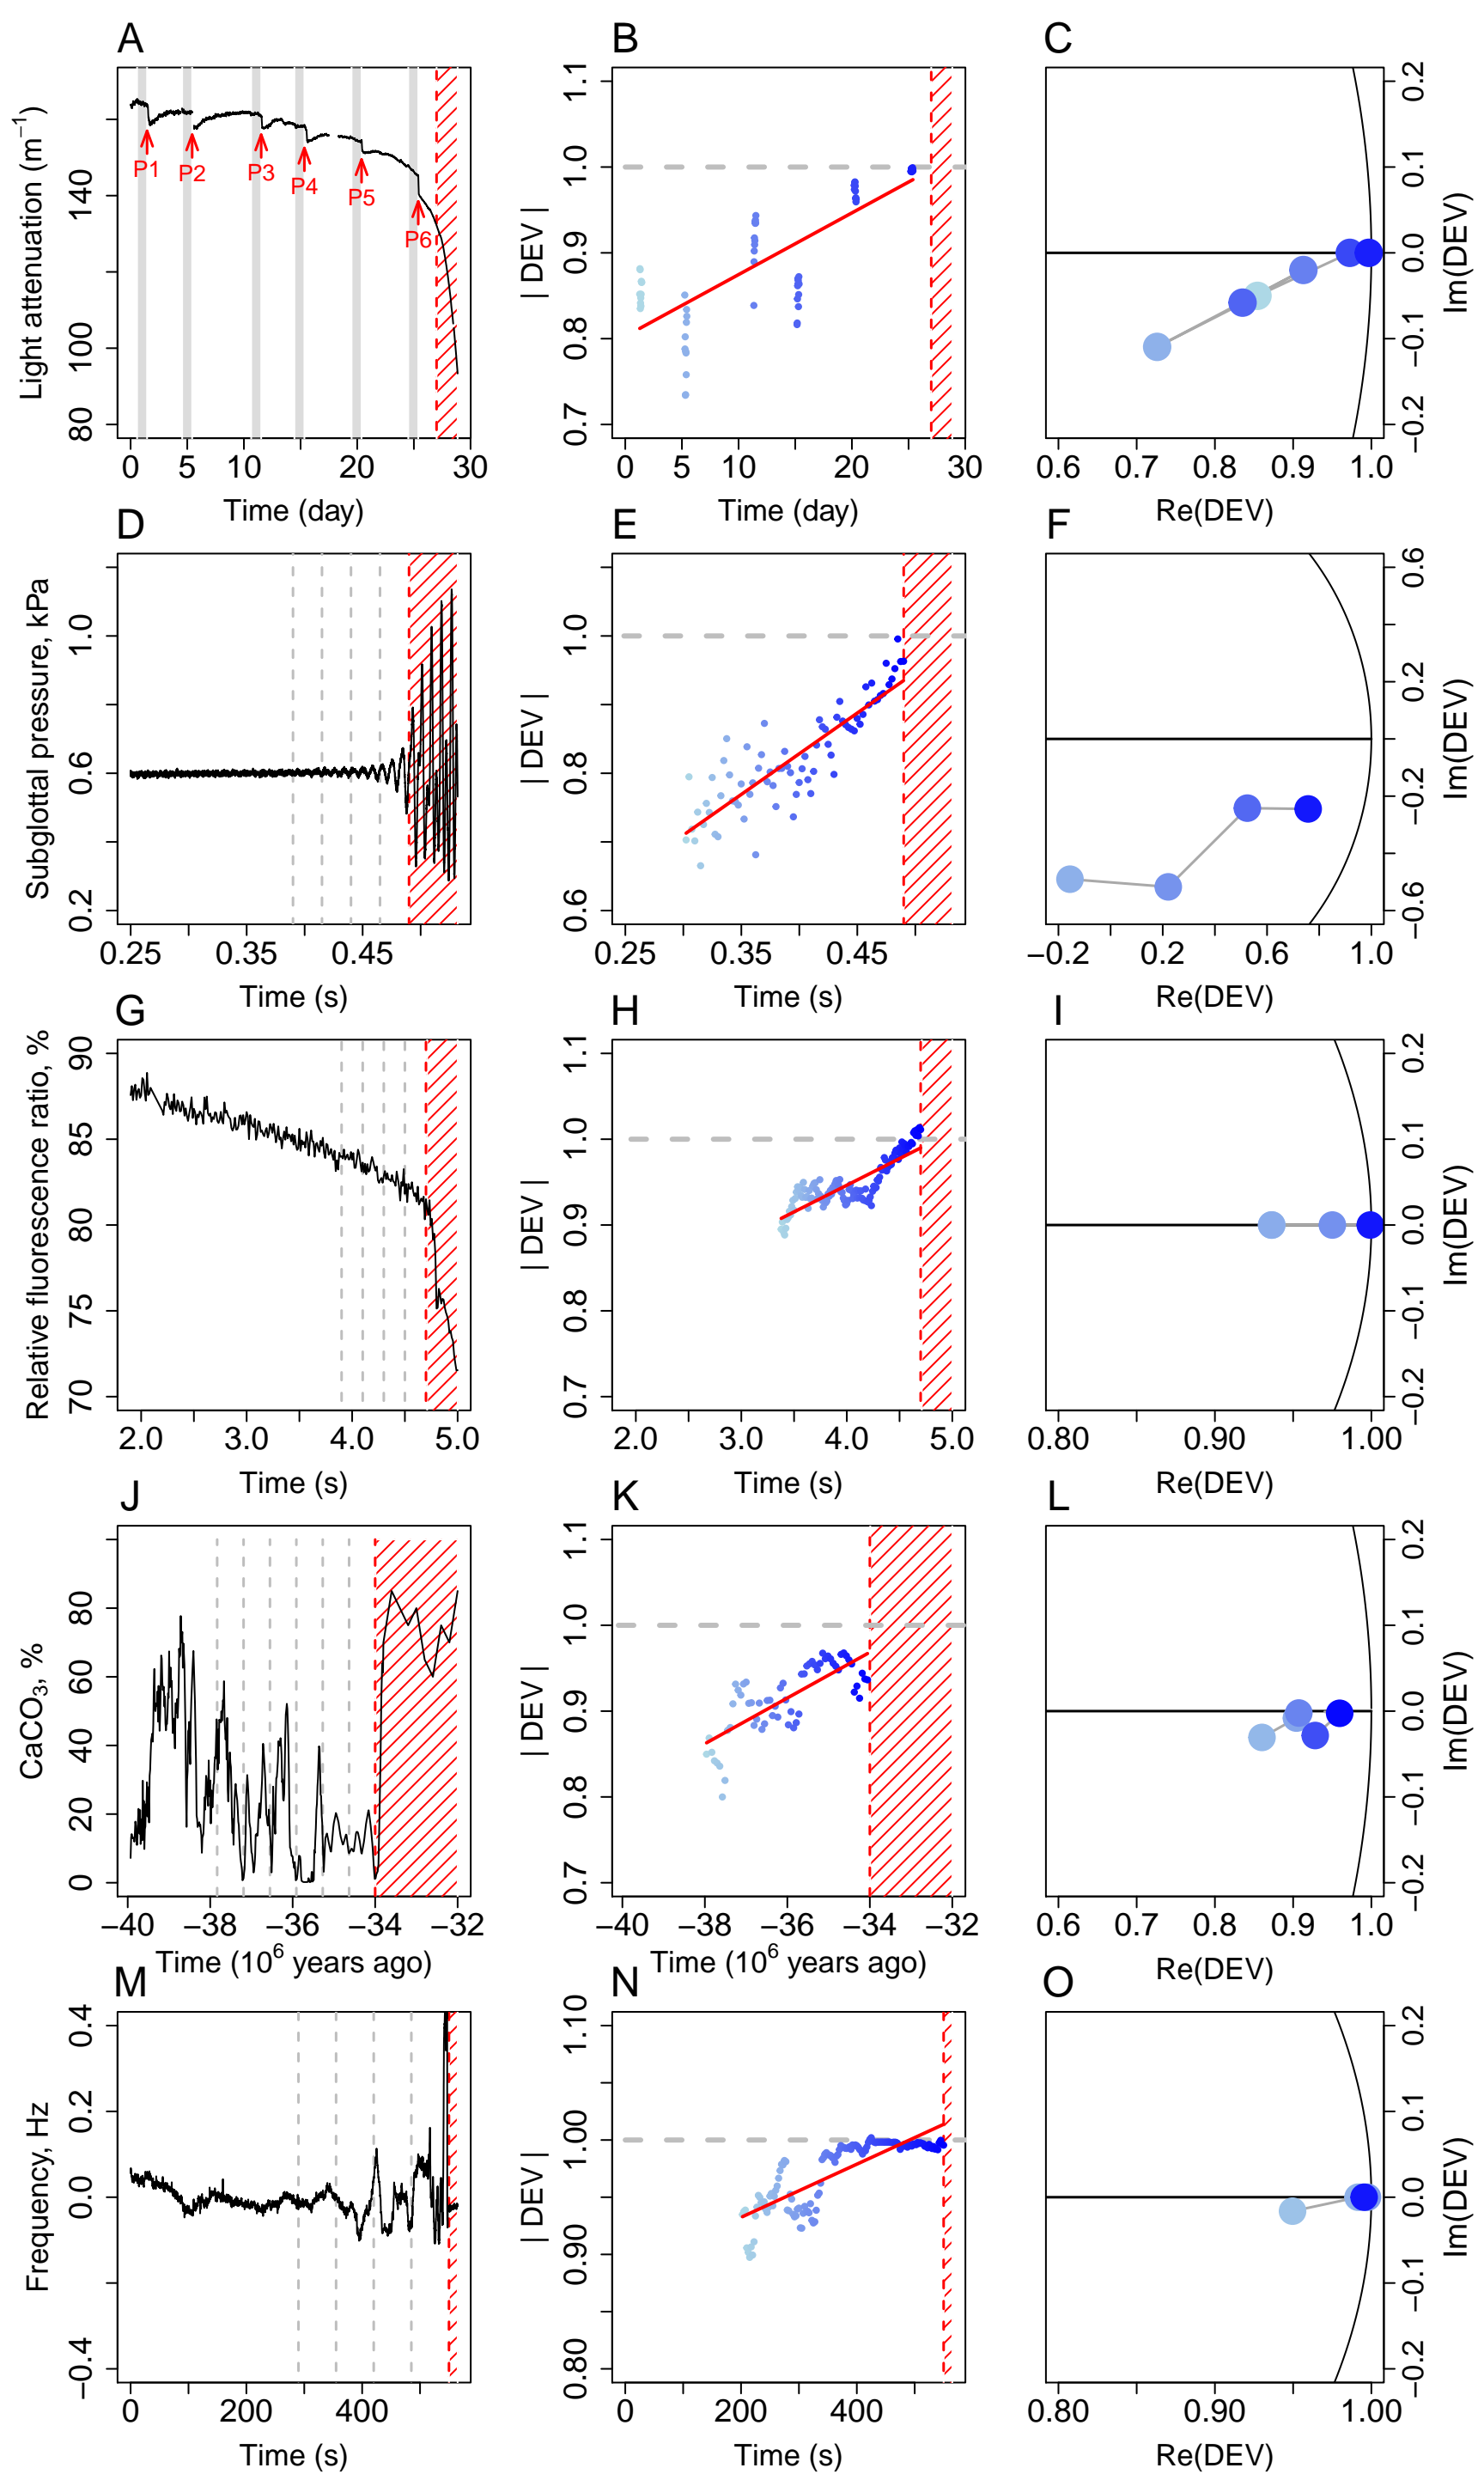 A
B
C
Light attenuation (m−1)
80
100
140
P1
P2
P3
P4
P5
P6
0 5 10 20 30
Time (day)
| DEV |
0.7 0.8 0.9 1.0 1.1
0 5 10 20 30
Time (day)
0.6 0.7 0.8 0.9 1.0
Re(DEV)
−0.2 −0.1 0.0 0.1 0.2
Im(DEV)
D
E
F
Subglottal pressure, kPa
0.2 0.6 1.0
0.25 0.35 0.45
Time (s)
| DEV |
0.6 0.8 1.0
0.25 0.35 0.45
Time (s)
−0.2 0.2 0.6 1.0
Re(DEV)
−0.6 −0.2 0.2 0.6
Im(DEV)
G
H
I
Relative fluorescence ratio, %
70 75 80 85 90
2.0 3.0 4.0 5.0
Time (s)
| DEV |
0.7 0.8 0.9 1.0 1.1
2.0 3.0 4.0 5.0
Time (s)
0.80 0.90 1.00
Re(DEV)
−0.2 −0.1 0.0 0.1 0.2
Im(DEV)
J
K
L
CaCO3, %
0 20 40 60 80
−40 −38 −36 −34 −32
Time (10^6 years ago)
| DEV |
0.7 0.8 0.9 1.0 1.1
−40 −38 −36 −34 −32
Time (10^6 years ago)
0.6 0.7 0.8 0.9 1.0
Re(DEV)
−0.2 −0.1 0.0 0.1 0.2
Im(DEV)
M
N
O
Frequency, Hz
−0.4 0.0 0.2 0.4
0 200 400
Time (s)
| DEV |
0.80 0.90 1.00 1.10
0 200 400
Time (s)
0.80 0.90 1.00
Re(DEV)
−0.2 −0.1 0.0 0.1 0.2
Im(DEV)